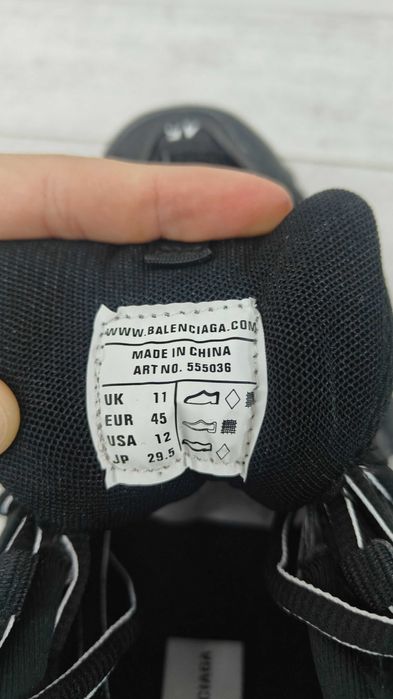 WWW.BALENCIAGA.COM
MADE IN CHINA
ART NO. 555036
UK 11
EUR 45
USA 12
JP 29.5